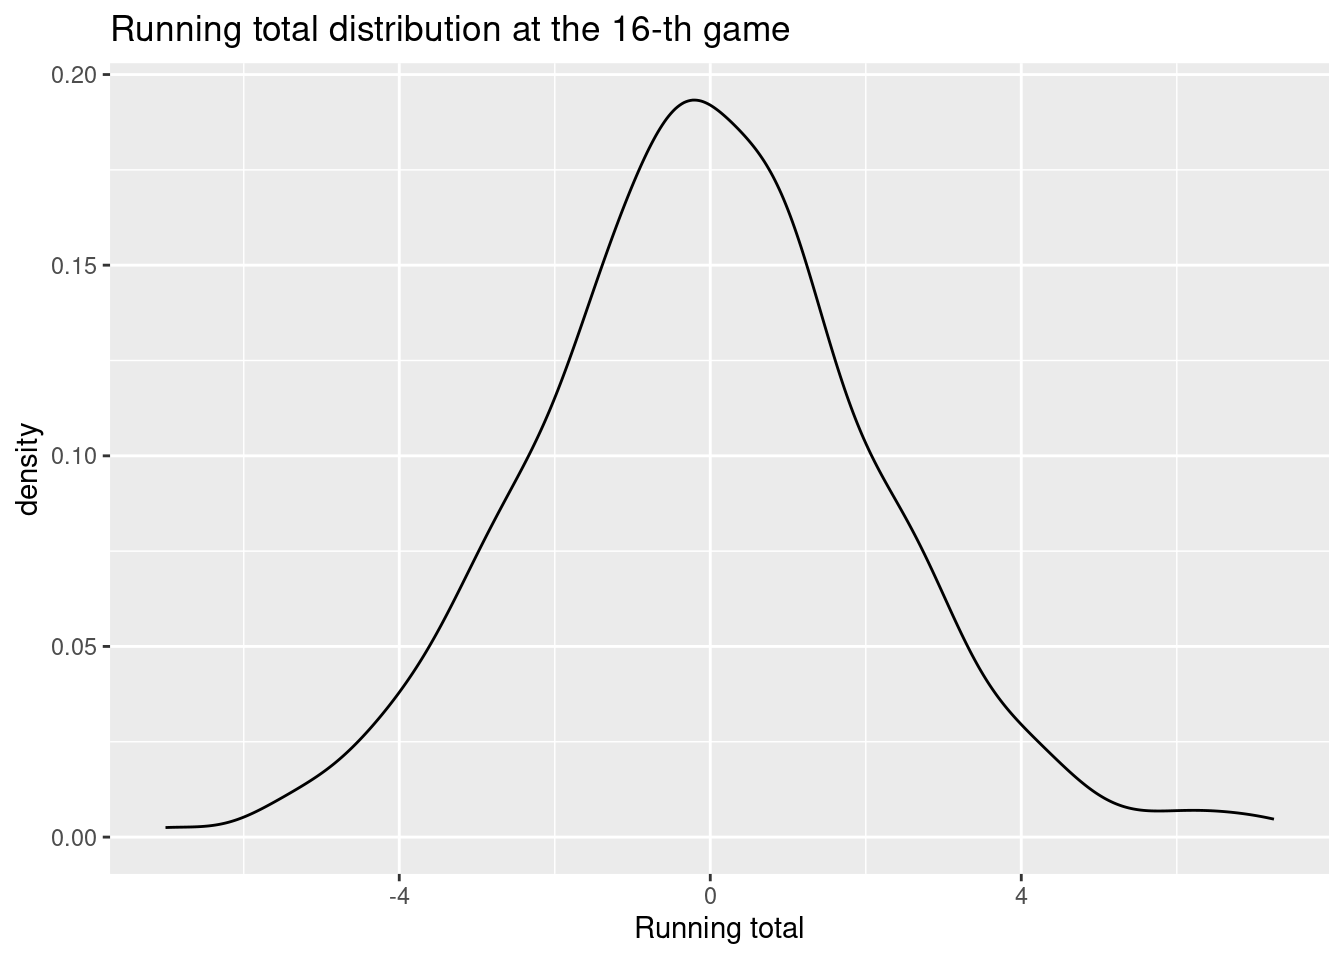 Running total distribution at the 16-th game
0.20
0.15
0.10
0.05
0.00
density
-4 0 4
Running total